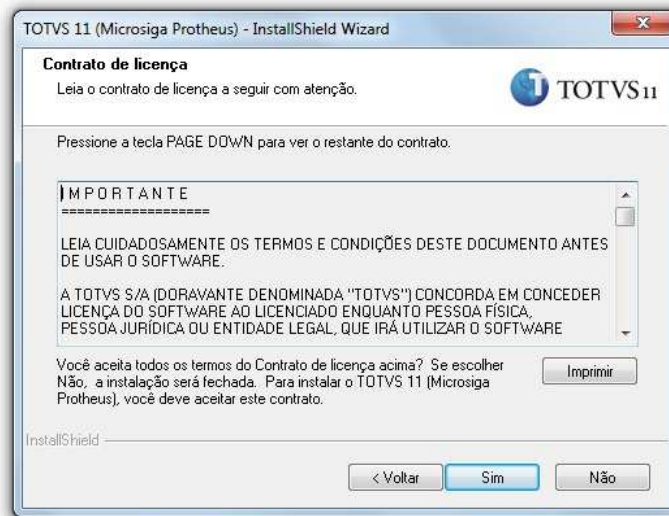 TOTVS 11 (Microsiga Protheus) - InstallShield Wizard
Contrato de licença
Leia o contrato de licença a seguir com atenção.
TOTVS 11
Pressione a tecla PAGE DOWN para ver o restante do contrato.
I M P O R T A N T E
===================
LEIA CUIDADOSAMENTE OS TERMOS E CONDIÇÕES DESTE DOCUMENTO ANTES
DE USAR O SOFTWARE.
A TOTVS S/A (DORAVANTE DENOMINADA "TOTVS") CONCORDA EM CONCEDER
LICENÇA DO SOFTWARE AO LICENCIADO ENQUANTO PESSOA FÍSICA,
PESSOA JURÍDICA OU ENTIDADE LEGAL, QUE IRÁ UTILIZAR O SOFTWARE
Você aceita todos os termos do Contrato de licença acima? Se escolher
Não, a instalação será fechada. Para instalar o TOTVS 11 (Microsiga
Protheus), você deve aceitar este contrato.
Imprimir
InstallShield
< Voltar
Sim
Não